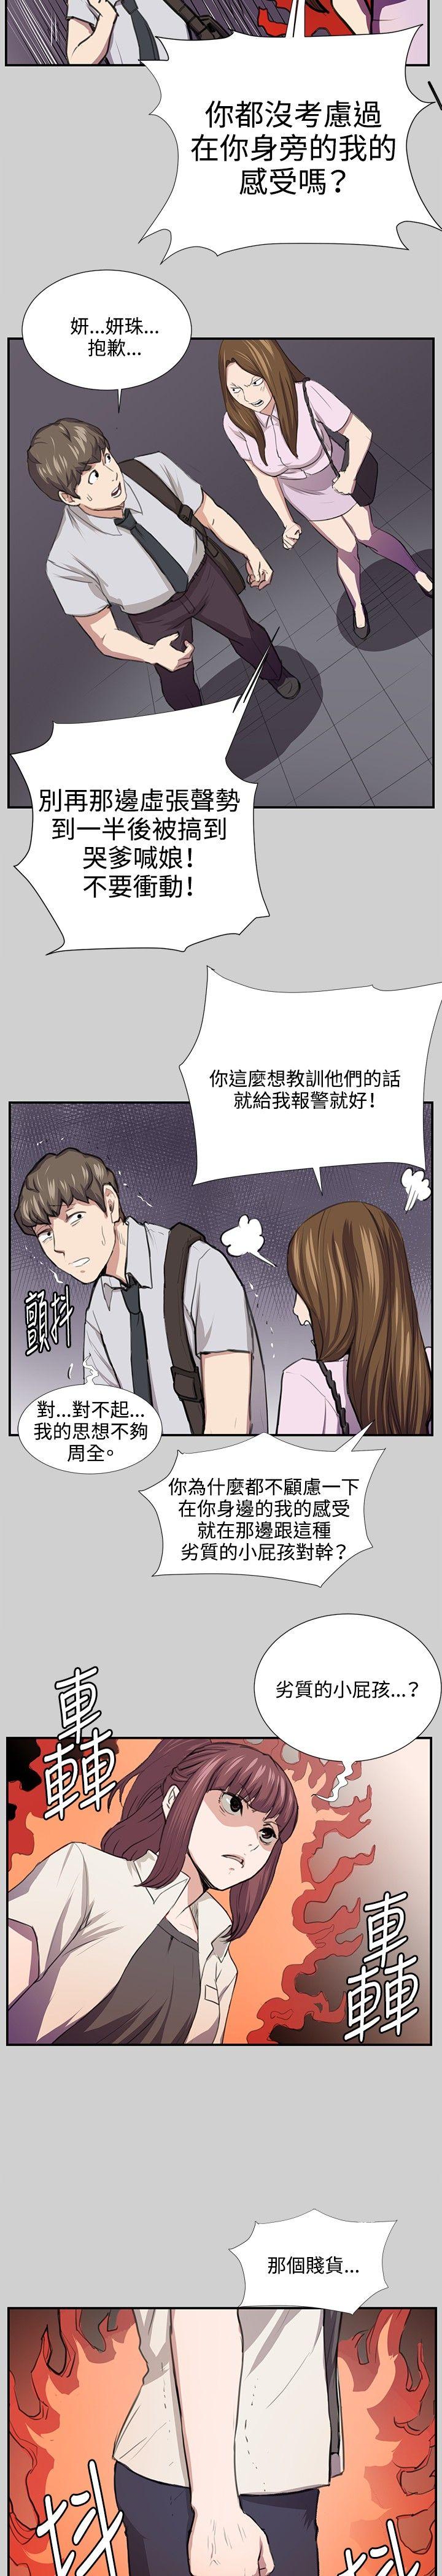 你都沒考慮過
在你身旁的我的
感受嗎?
妍...妍珠...
抱歉...
別再那邊虛張聲勢
到一半後被搞到
哭爹喊娘!
不要衝動!
你這麼想教訓他們的話
就給我報警就好!
顫抖
對...對不起...
我的思想不夠
周全。
你為什麼都不顧慮一下
在你身邊的我的感受
就在那邊跟這種
劣質的小屁孩對幹?
劣質的小屁孩...?
轟
轟
那個賤貨...
抖
抖